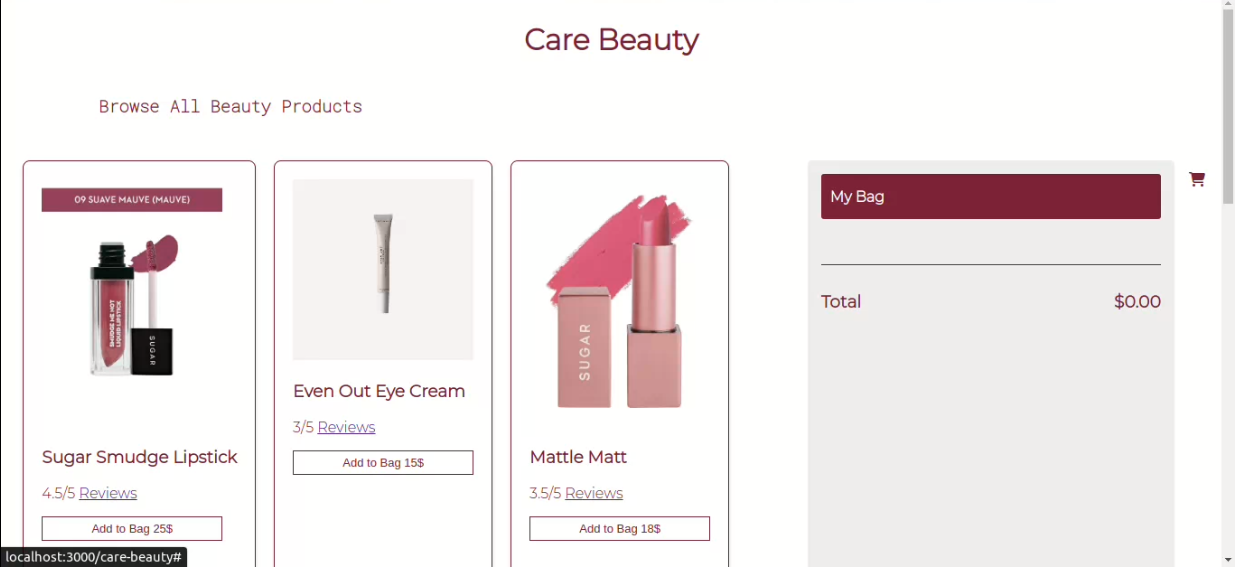 Care Beauty
Browse All Beauty Products
09 SUAVE MAUVE (MAUVE)
SMUDGE ME NOT
LIQUID LIPSTICK
SUGAR
Sugar Smudge Lipstick
4.5/5 Reviews
Add to Bag 25$
Even Out Eye Cream
3/5 Reviews
Add to Bag 15$
SUGAR
Mattle Matt
3.5/5 Reviews
Add to Bag 18$
My Bag
Total $0.00
localhost:3000/care-beauty#